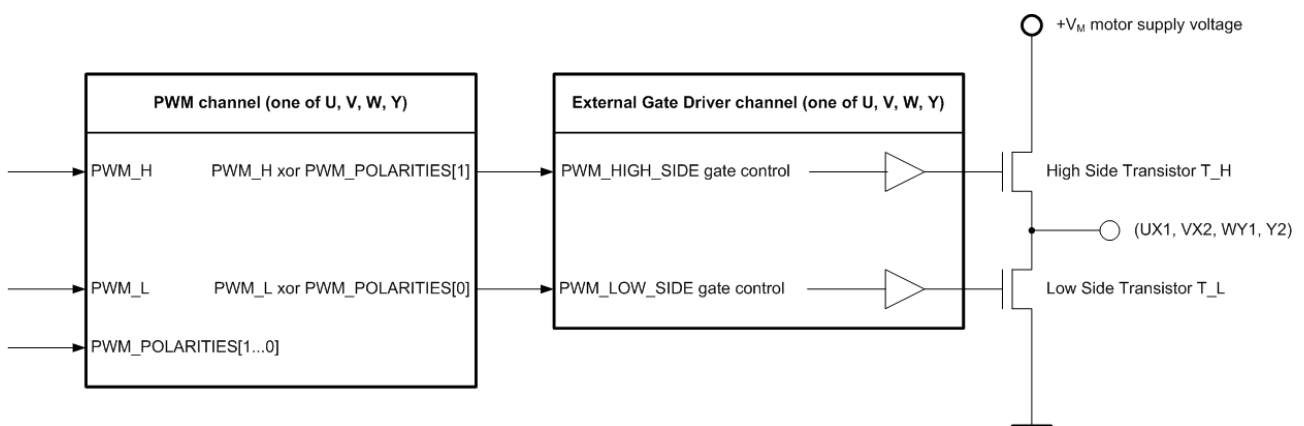 +VM motor supply voltage
PWM channel (one of U, V, W, Y)
External Gate Driver channel (one of U, V, W, Y)
PWM_H
PWM_H xor PWM_POLARITIES[1]
PWM_HIGH_SIDE gate control
High Side Transistor T_H
(UX1, VX2, WY1, Y2)
PWM_L
PWM_L xor PWM_POLARITIES[0]
PWM_LOW_SIDE gate control
Low Side Transistor T_L
PWM_POLARITIES[1...0]